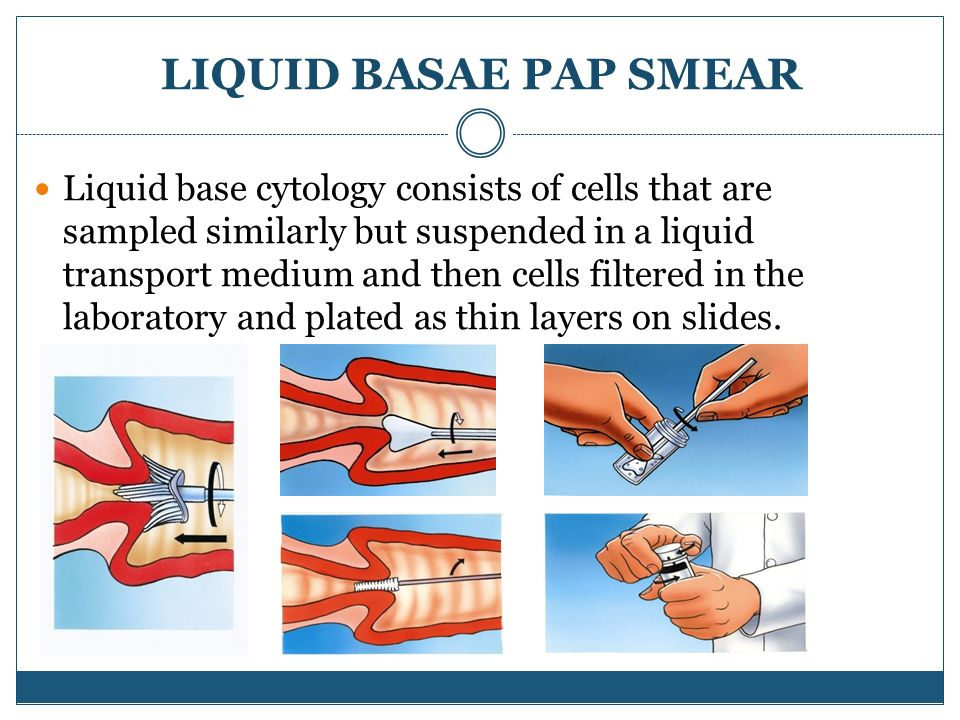 LIQUID BASAE PAP SMEAR
• Liquid base cytology consists of cells that are
sampled similarly but suspended in a liquid
transport medium and then cells filtered in the
laboratory and plated as thin layers on slides.